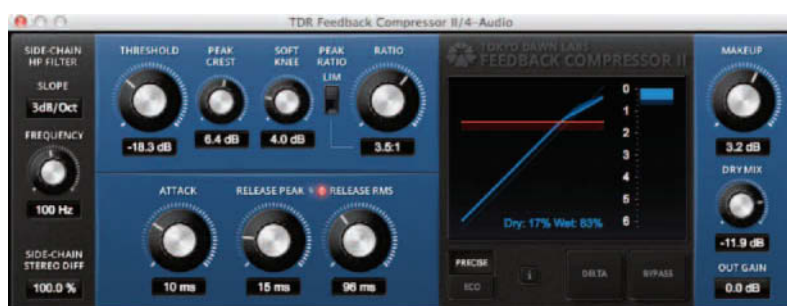 TDR Feedback Compressor II/4-Audio
SIDE-CHAIN
HP FILTER
SLOPE
3dB/Oct
FREQUENCY
100 Hz
SIDE-CHAIN
STEREO DIFF
100.0 %
THRESHOLD
-18.3 dB
PEAK
CREST
6.4 dB
SOFT
KNEE
4.0 dB
PEAK
RATIO
LIM
RATIO
3.5:1
ATTACK
10 ms
RELEASE PEAK
15 ms
RELEASE RMS
96 ms
TOKYO DAWN LABS
FEEDBACK COMPRESSOR II
0
1
2
3
4
5
6
Dry: 17% Wet: 83%
PRECISE
ECO
i
DELTA
BYPASS
MAKEUP
3.2 dB
DRY MIX
-11.9 dB
OUT GAIN
0.0 dB